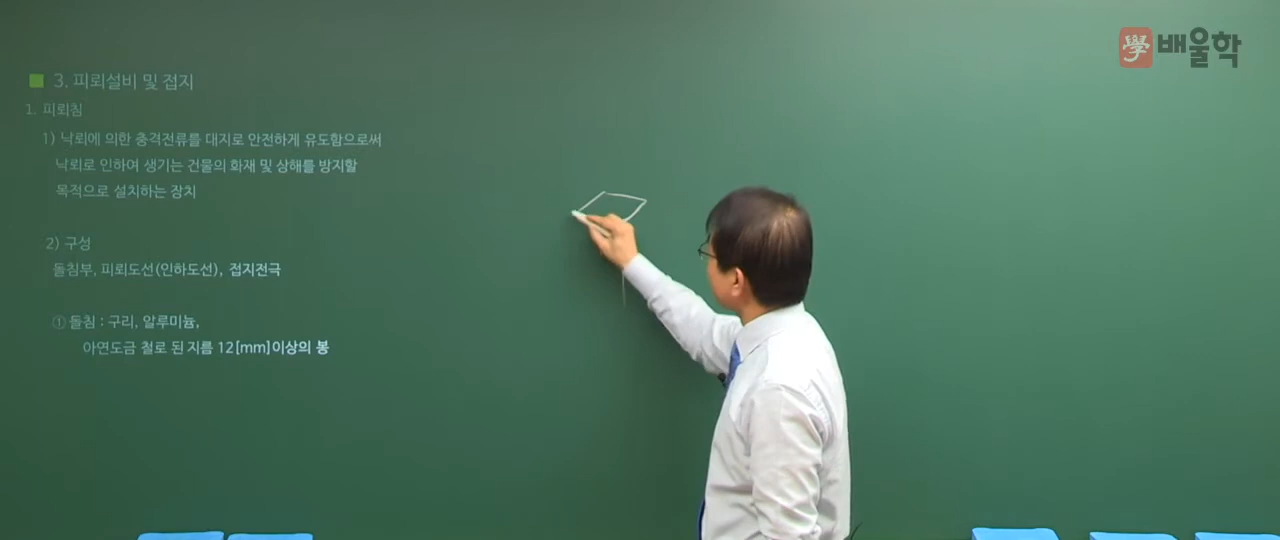 學 배울학
■ 3. 피뢰설비 및 접지
1. 피뢰침
1) 낙뢰에 의한 충격전류를 대지로 안전하게 유도함으로써
낙뢰로 인하여 생기는 건물의 화재 및 상해를 방지할
목적으로 설치하는 장치
2) 구성
돌침부, 피뢰도선(인하도선), 접지전극
① 돌침 : 구리, 알루미늄,
아연도금 철로 된 지름 12[mm]이상의 봉